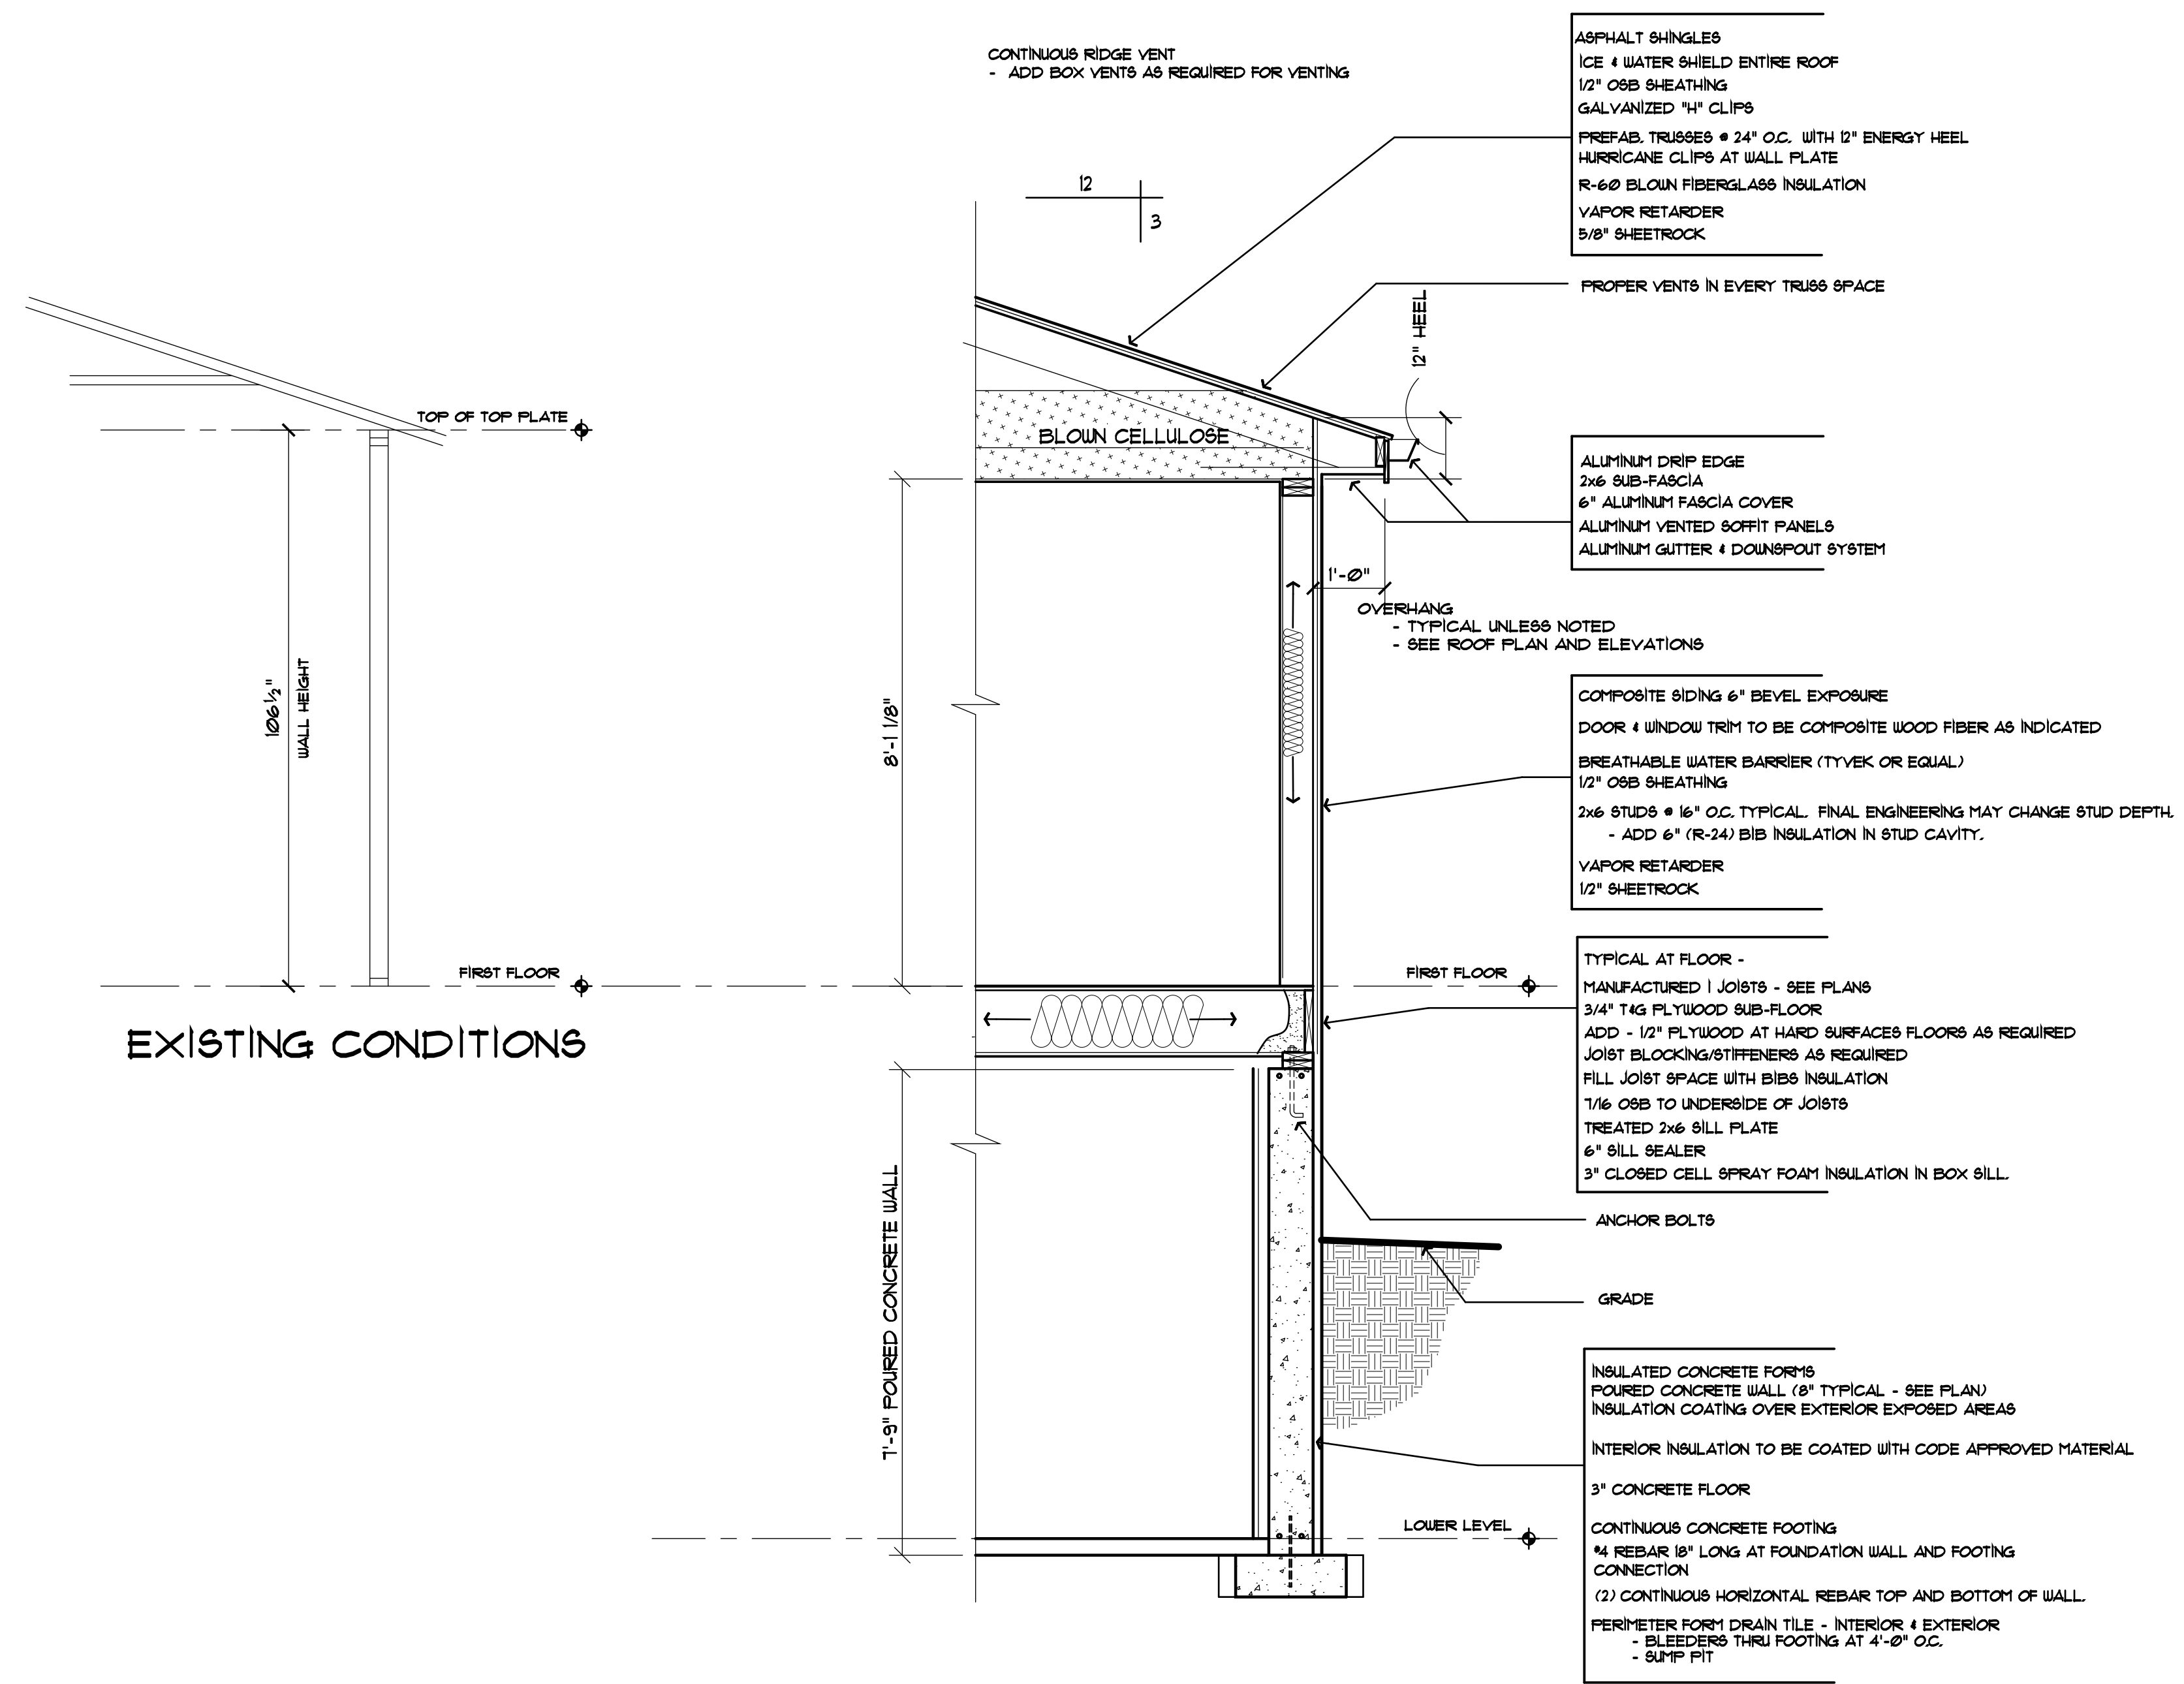 CONTINUOUS RIDGE VENT
- ADD BOX VENTS AS REQUIRED FOR VENTING
12
3
TOP OF TOP PLATE
106 1/2"
WALL HEIGHT
FIRST FLOOR
EXISTING CONDITIONS
BLOWN CELLULOSE
12" HEEL
1'-0"
OVERHANG
- TYPICAL UNLESS NOTED
- SEE ROOF PLAN AND ELEVATIONS
8'-1 1/8"
FIRST FLOOR
7'-9" POURED CONCRETE WALL
LOWER LEVEL
ASPHALT SHINGLES
ICE & WATER SHIELD ENTIRE ROOF
1/2" OSB SHEATHING
GALVANIZED "H" CLIPS
PREFAB. TRUSSES @ 24" O.C. WITH 12" ENERGY HEEL
HURRICANE CLIPS AT WALL PLATE
R-60 BLOWN FIBERGLASS INSULATION
VAPOR RETARDER
5/8" SHEETROCK
PROPER VENTS IN EVERY TRUSS SPACE
ALUMINUM DRIP EDGE
2x6 SUB-FASCIA
6" ALUMINUM FASCIA COVER
ALUMINUM VENTED SOFFIT PANELS
ALUMINUM GUTTER & DOWNSPOUT SYSTEM
COMPOSITE SIDING 6" BEVEL EXPOSURE
DOOR & WINDOW TRIM TO BE COMPOSITE WOOD FIBER AS INDICATED
BREATHABLE WATER BARRIER (TYVEK OR EQUAL)
1/2" OSB SHEATHING
2x6 STUDS @ 16" O.C. TYPICAL. FINAL ENGINEERING MAY CHANGE STUD DEPTH.
- ADD 6" (R-24) BIB INSULATION IN STUD CAVITY.
VAPOR RETARDER
1/2" SHEETROCK
TYPICAL AT FLOOR -
MANUFACTURED I JOISTS - SEE PLANS
3/4" T&G PLYWOOD SUB-FLOOR
ADD - 1/2" PLYWOOD AT HARD SURFACES FLOORS AS REQUIRED
JOIST BLOCKING/STIFFENERS AS REQUIRED
FILL JOIST SPACE WITH BIBS INSULATION
7/16 OSB TO UNDERSIDE OF JOISTS
TREATED 2x6 SILL PLATE
6" SILL SEALER
3" CLOSED CELL SPRAY FOAM INSULATION IN BOX SILL.
ANCHOR BOLTS
GRADE
INSULATED CONCRETE FORMS
POURED CONCRETE WALL (8" TYPICAL - SEE PLAN)
INSULATION COATING OVER EXTERIOR EXPOSED AREAS
INTERIOR INSULATION TO BE COATED WITH CODE APPROVED MATERIAL
3" CONCRETE FLOOR
CONTINUOUS CONCRETE FOOTING
#4 REBAR 18" LONG AT FOUNDATION WALL AND FOOTING
CONNECTION
(2) CONTINUOUS HORIZONTAL REBAR TOP AND BOTTOM OF WALL.
PERIMETER FORM DRAIN TILE - INTERIOR & EXTERIOR
- BLEEDERS THRU FOOTING AT 4'-0" O.C.
- SUMP PIT